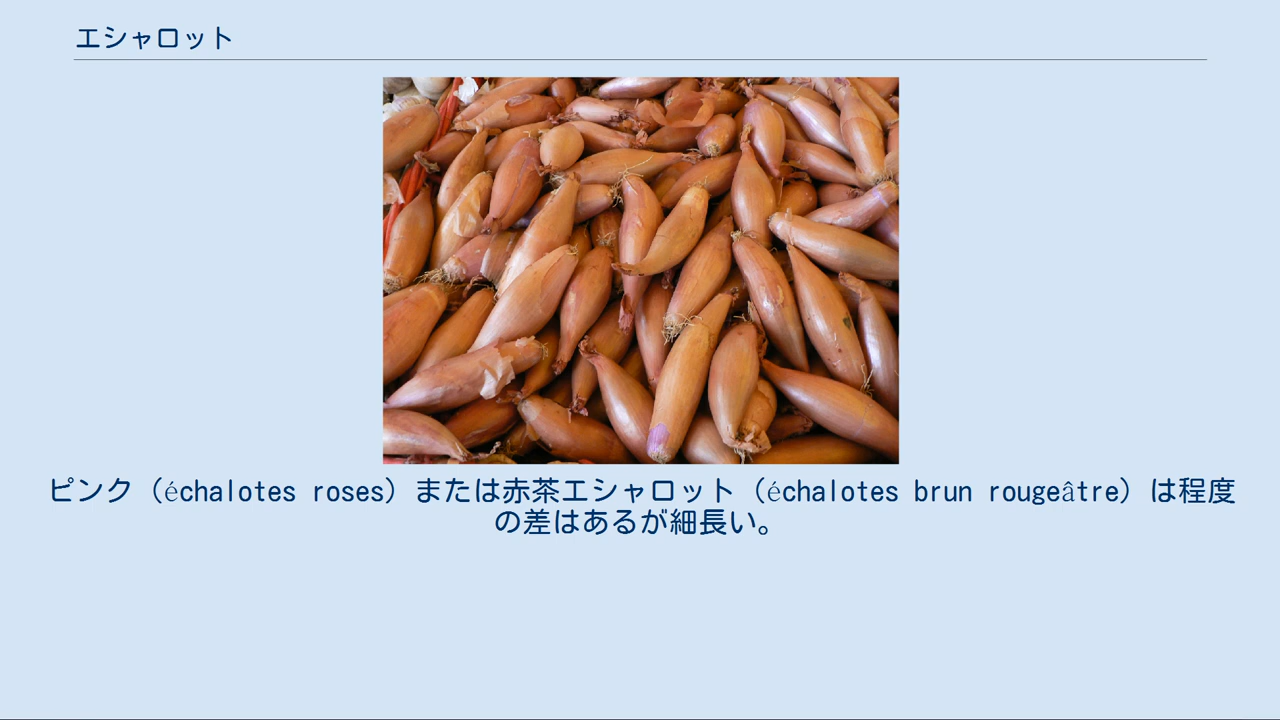 エシャロット
ピンク（échalotes roses）または赤茶エシャロット（échalotes brun rougeâtre）は程度
の差はあるが細長い。